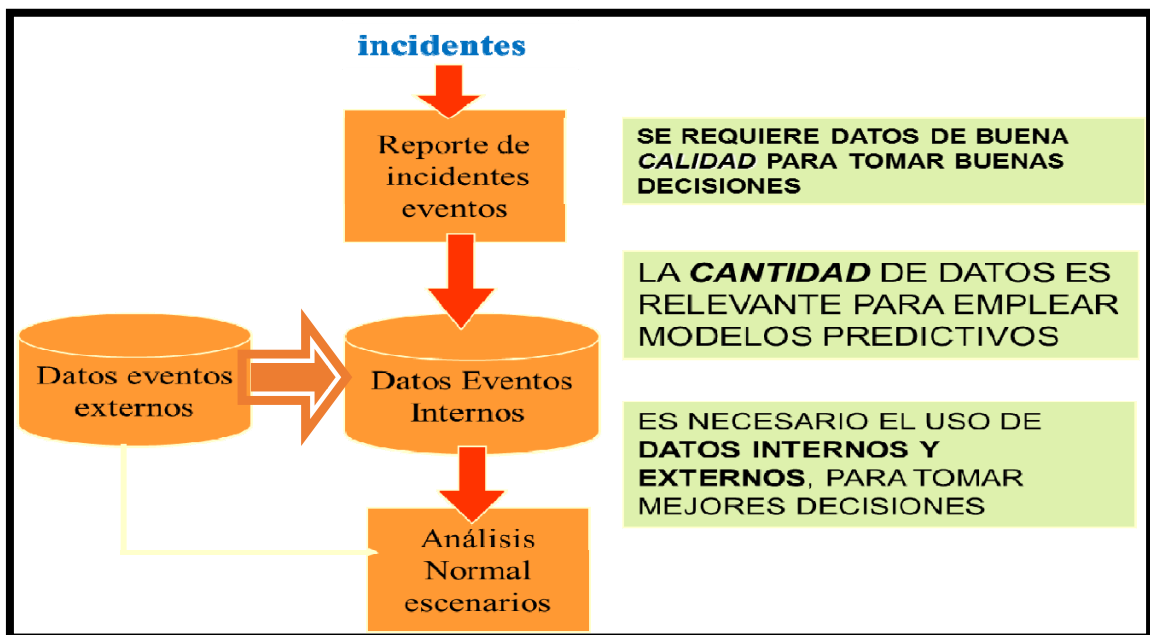 incidentes
Reporte de
incidentes
eventos
Datos eventos
externos
Datos Eventos
Internos
Análisis
Normal
escenarios
SE REQUIERE DATOS DE BUENA
CALIDAD PARA TOMAR BUENAS
DECISIONES
LA CANTIDAD DE DATOS ES
RELEVANTE PARA EMPLEAR
MODELOS PREDICTIVOS
ES NECESARIO EL USO DE
DATOS INTERNOS Y
EXTERNOS, PARA TOMAR
MEJORES DECISIONES